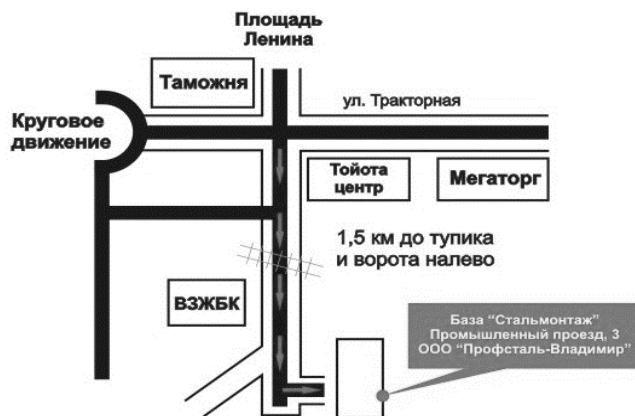 Площадь
Ленина
Таможня
ул. Тракторная
Круговое
движение
Тойота
центр
Мегаторг
1,5 км до тупика
и ворота налево
ВЗЖБК
База “Стальмонтаж”
Промышленный проезд, 3
ООО “Профсталь-Владимир”